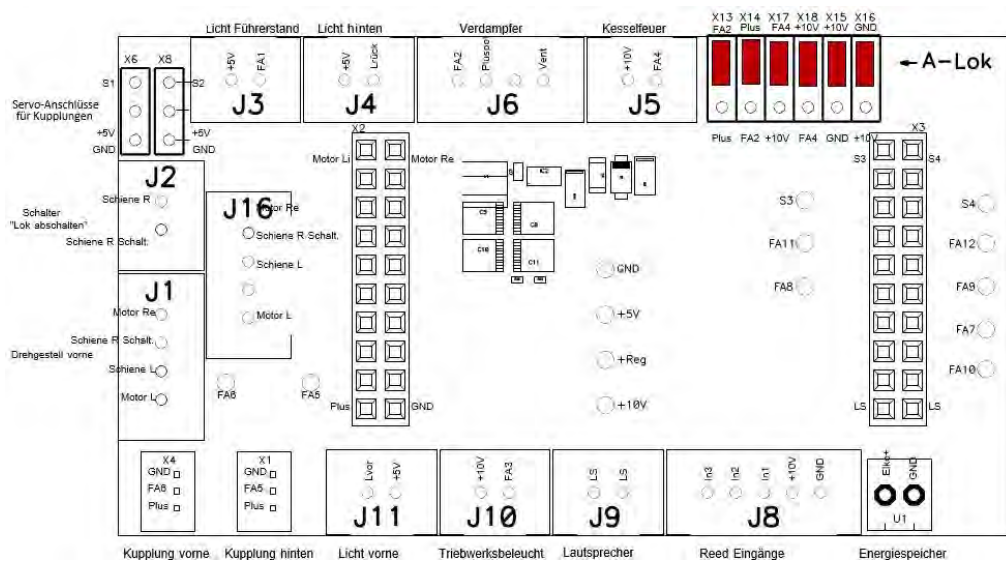 X13 X14 X17 X18 X15 X16
FA2 Plus FA4 +10V +10V GND
Licht Führerstand Licht hinten Verdampfer Kesselfeuer
← A-Lok
X6 X8
S1 S2
+5V +5V
GND GND
Servo-Anschlüsse
für Kupplungen
+5V FA1
J3
+5V Lrück
J4
FA2 Pluspol Vent
J6
+10V FA4
J5
Plus FA2 +10V FA4 GND +10V
X2
Motor Li Motor Re
Plus GND
X3
S3 S4
LS LS
J2
Schiene R
Schiene R Schalt.
Schalter
"Lok abschalten"
J16
Motor Re
Schiene R Schalt.
Schiene L
Motor L
J1
Motor Re
Schiene R Schalt.
Schiene L
Motor L
Drehgestell vorne
FA6 FA5
C9 C8
C10 C11
GND
+5V
+Reg
+10V
S3
FA11
FA8
S4
FA12
FA9
FA7
FA10
X4
GND
FA6
Plus
X1
GND
FA5
Plus
Lvor +5V
J11
+10V FA3
J10
LS LS
J9
In3 In2 In1 +10V GND
J8
Elko+ GND
U1
Kupplung vorne Kupplung hinten Licht vorne Triebwerksbeleucht Lautsprecher Reed Eingänge Energiespeicher